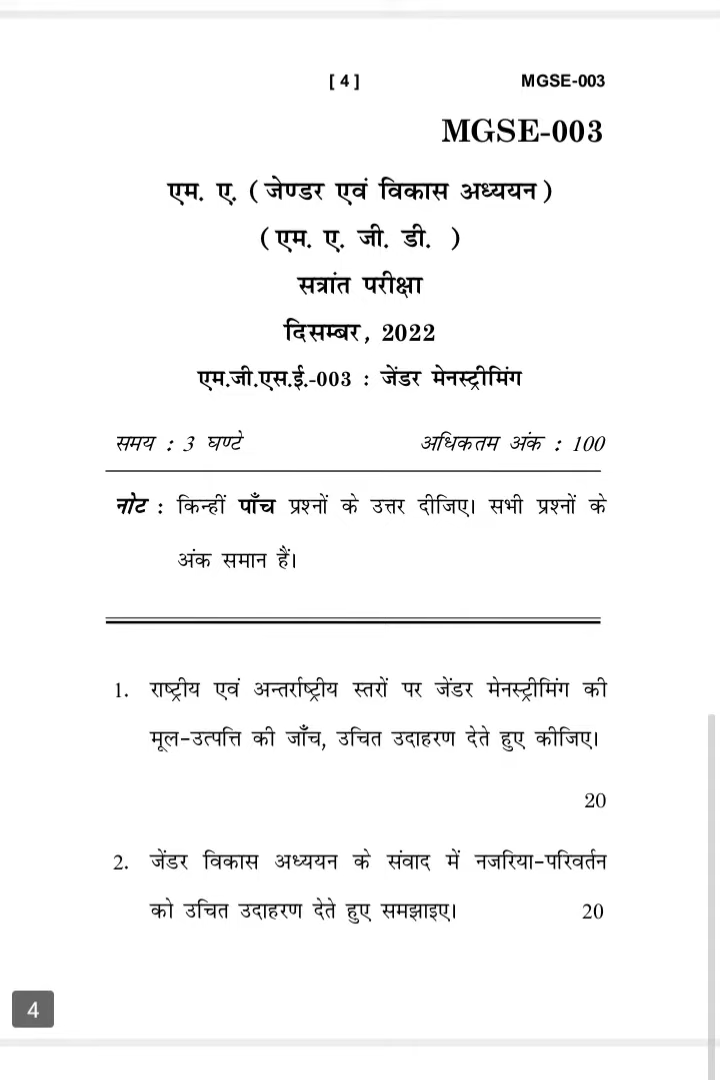 [ 4 ] MGSE-003
MGSE-003
एम. ए. ( जेण्डर एवं विकास अध्ययन )
( एम. ए. जी. डी. )
सत्रांत परीक्षा
दिसम्बर, 2022
एम.जी.एस.ई.-003 : जेंडर मेनस्ट्रीमिंग
समय : 3 घण्टे अधिकतम अंक : 100
नोट : किन्हीं पाँच प्रश्नों के उत्तर दीजिए। सभी प्रश्नों के
अंक समान हैं।
1. राष्ट्रीय एवं अन्तर्राष्ट्रीय स्तरों पर जेंडर मेनस्ट्रीमिंग की
मूल-उत्पत्ति की जाँच, उचित उदाहरण देते हुए कीजिए।
20
2. जेंडर विकास अध्ययन के संवाद में नजरिया-परिवर्तन
को उचित उदाहरण देते हुए समझाइए। 20
4